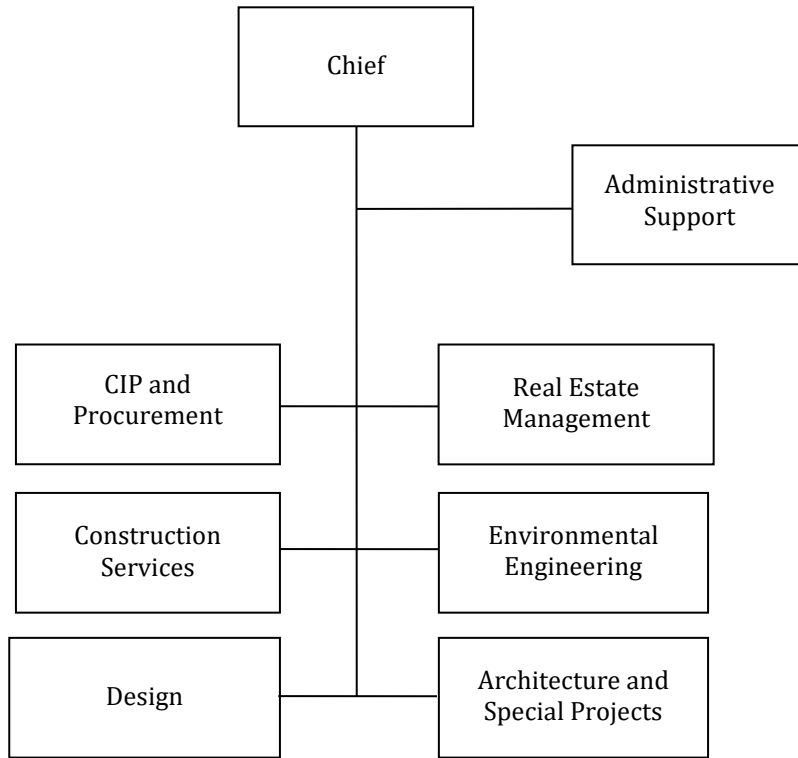 Chief
Administrative
Support
CIP and
Procurement
Real Estate
Management
Construction
Services
Environmental
Engineering
Design
Architecture and
Special Projects